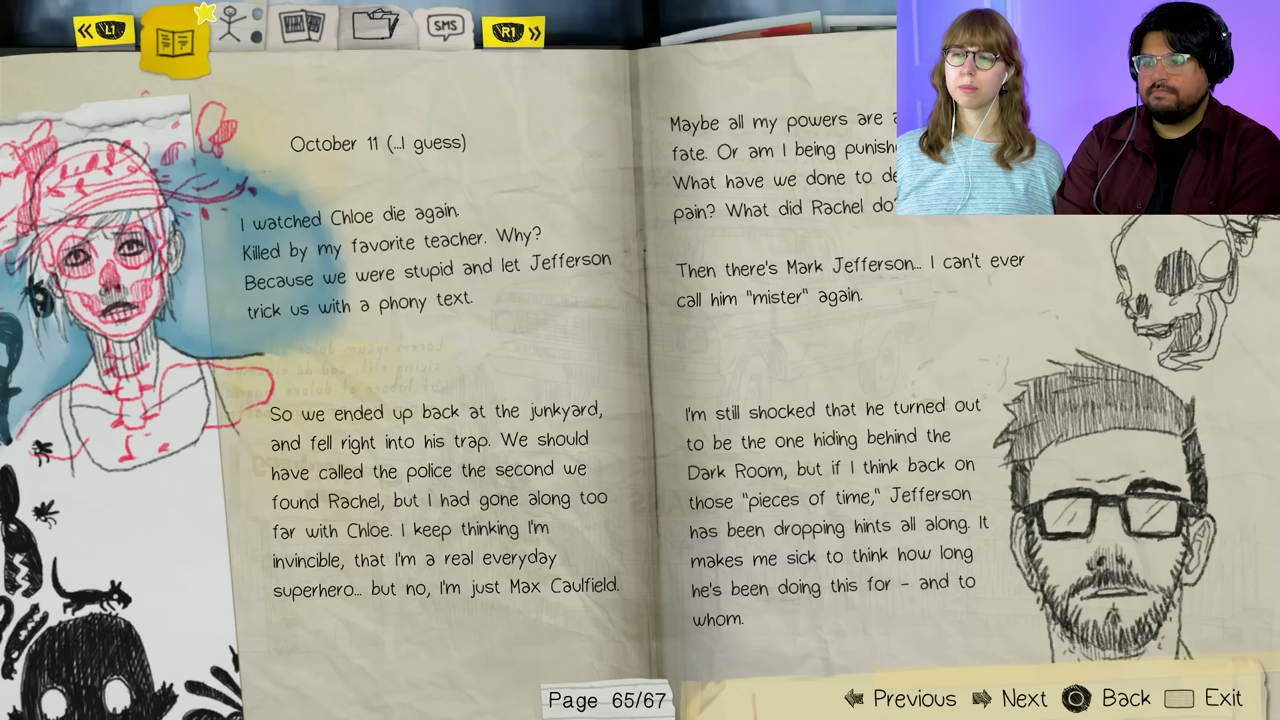 L1
SMS
R1
October 11 (...I guess)
I watched Chloe die again.
Killed by my favorite teacher. Why?
Because we were stupid and let Jefferson
trick us with a phony text.
So we ended up back at the junkyard,
and fell right into his trap. We should
have called the police the second we
found Rachel, but I had gone along too
far with Chloe. I keep thinking I'm
invincible, that I'm a real everyday
superhero... but no, I'm just Max Caulfield.
Maybe all my powers are
fate. Or am I being
What have we done to
pain? What did Rachel do?
Then there's Mark Jefferson... I can't ever
call him "mister" again.
I'm still shocked that he turned out
to be the one hiding behind the
Dark Room, but if I think back on
those "pieces of time," Jefferson
has been dropping hints all along. It
makes me sick to think how long
he's been doing this for - and to
whom.
Page 65/67
Previous Next Back Exit